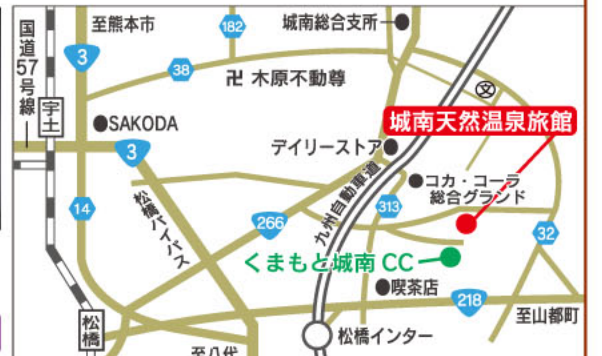 国道57号線
至熊本市
182
城南総合支所
3
38
卍 木原不動尊
文
宇土
SAKODA
城南天然温泉旅館
デイリーストア
3
九州自動車道
コカ・コーラ
総合グランド
松橋バイパス
14
313
266
32
くまもと城南 CC
喫茶店
218
松橋
至山都町
松橋インター
至八代